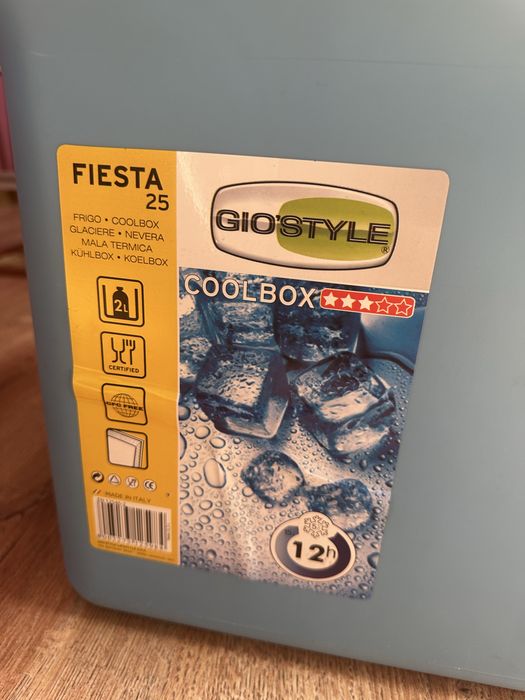 FIESTA
25
FRIGO • COOLBOX
GLACIERE • NEVERA
MALA TERMICA
KÜHLBOX • KOELBOX
GIO'STYLE®
COOLBOX
2L
CERTIFIED
CFC FREE
MADE IN ITALY
12h